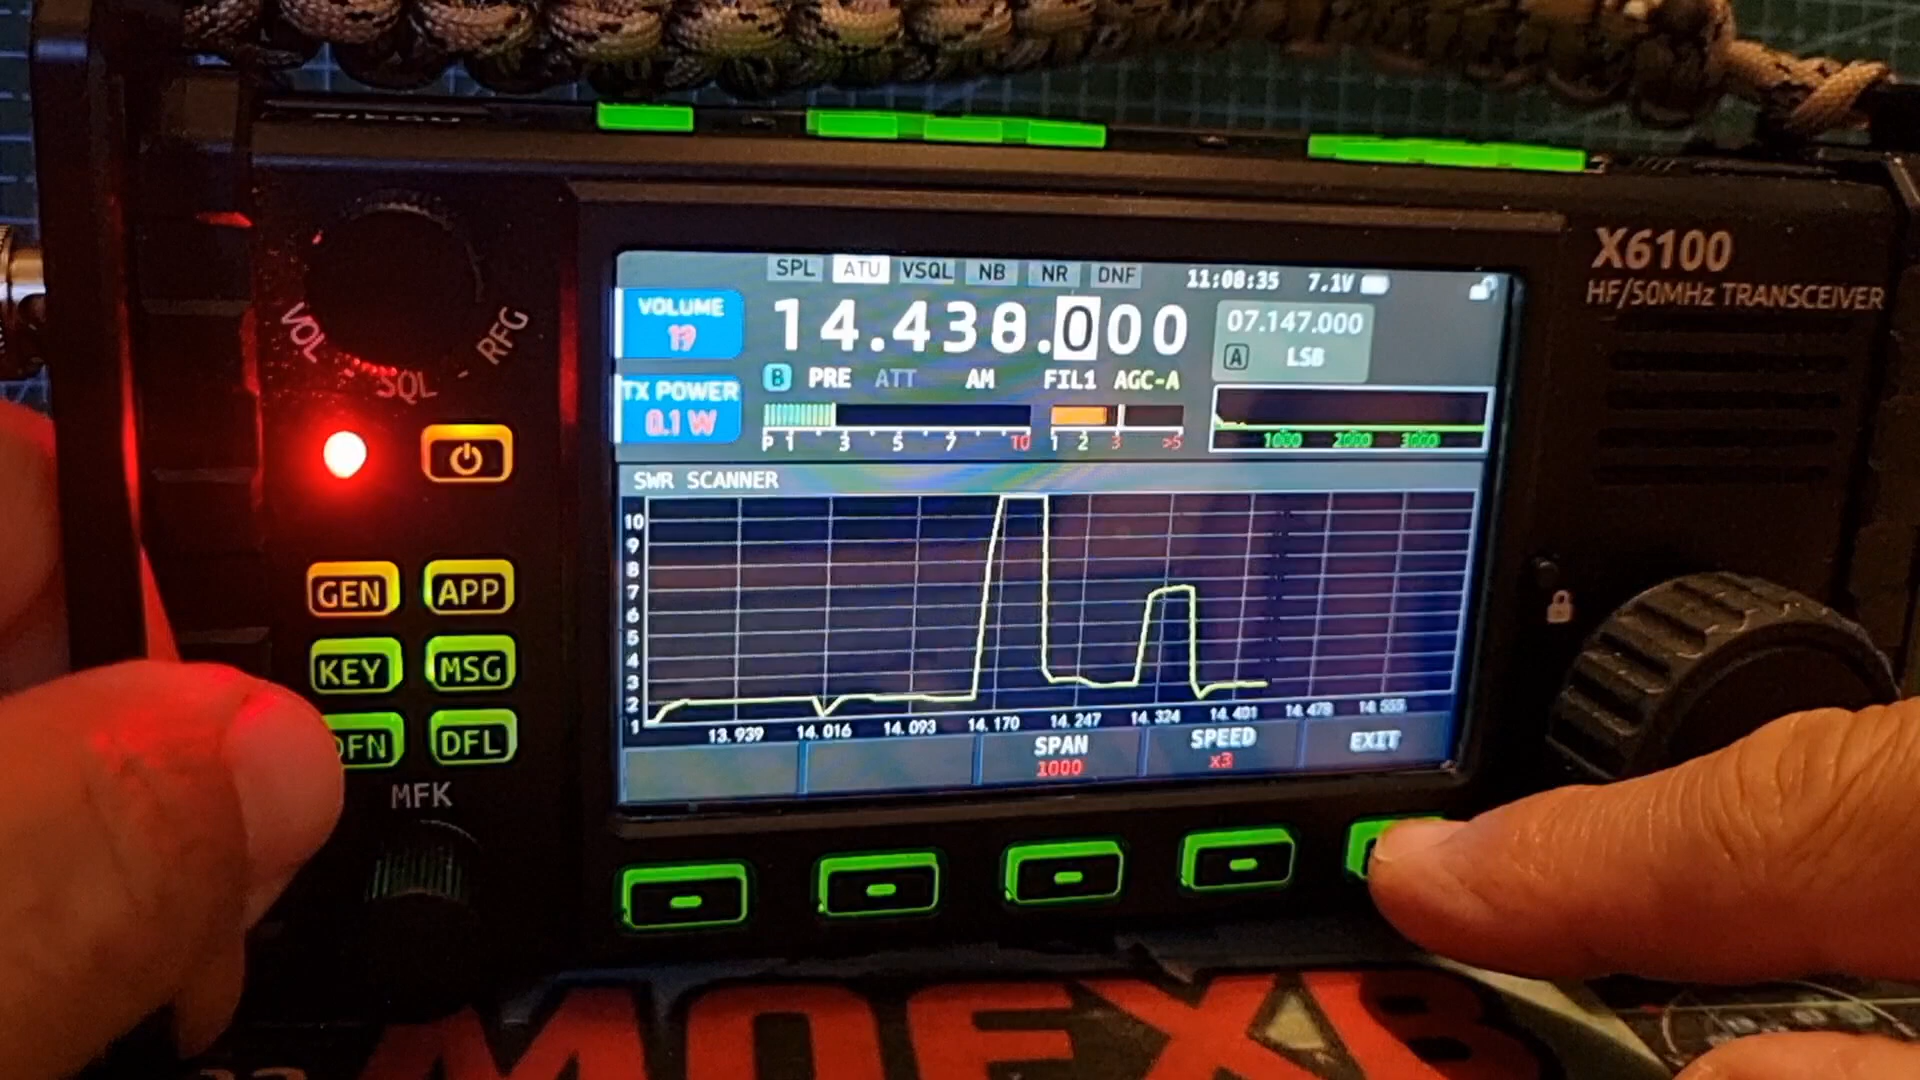 X6100
HF/50MHz TRANSCEIVER
VOL
SQL
RFG
GEN
APP
KEY
MSG
DFN
DFL
MFK
SPL ATU VSQL NB NR DNF 11:08:35 7.1V
VOLUME
19
14.438.000
07.147.000
A LSB
TX POWER
0.1 W
B PRE ATT AM FIL1 AGC-A
P 1 3 5 7 10 1 2 3 >5
1000 2000 3000
SWR SCANNER
10
9
8
7
6
5
4
3
2
1
13.939 14.016 14.093 14.170 14.247 14.324 14.401 14.478 14.555
SPAN
1000
SPEED
x3
EXIT